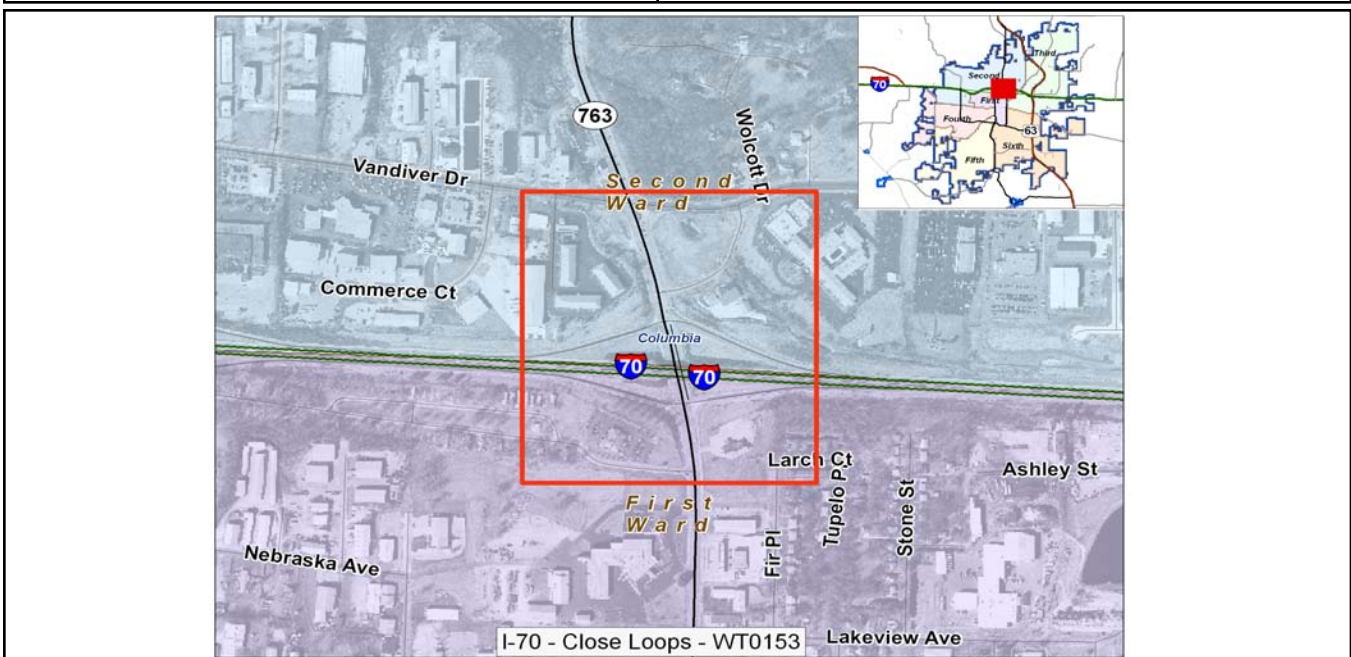 Third
Second
70
First
Fourth
63
Sixth
Fifth
763
Wolcott Dr
Vandiver Dr
Second
Ward
Commerce Ct
Columbia
70
70
Larch Ct
Ashley St
Tupelo Pl
Stone St
First
Ward
Fir Pl
Nebraska Ave
I-70 - Close Loops - WT0153
Lakeview Ave